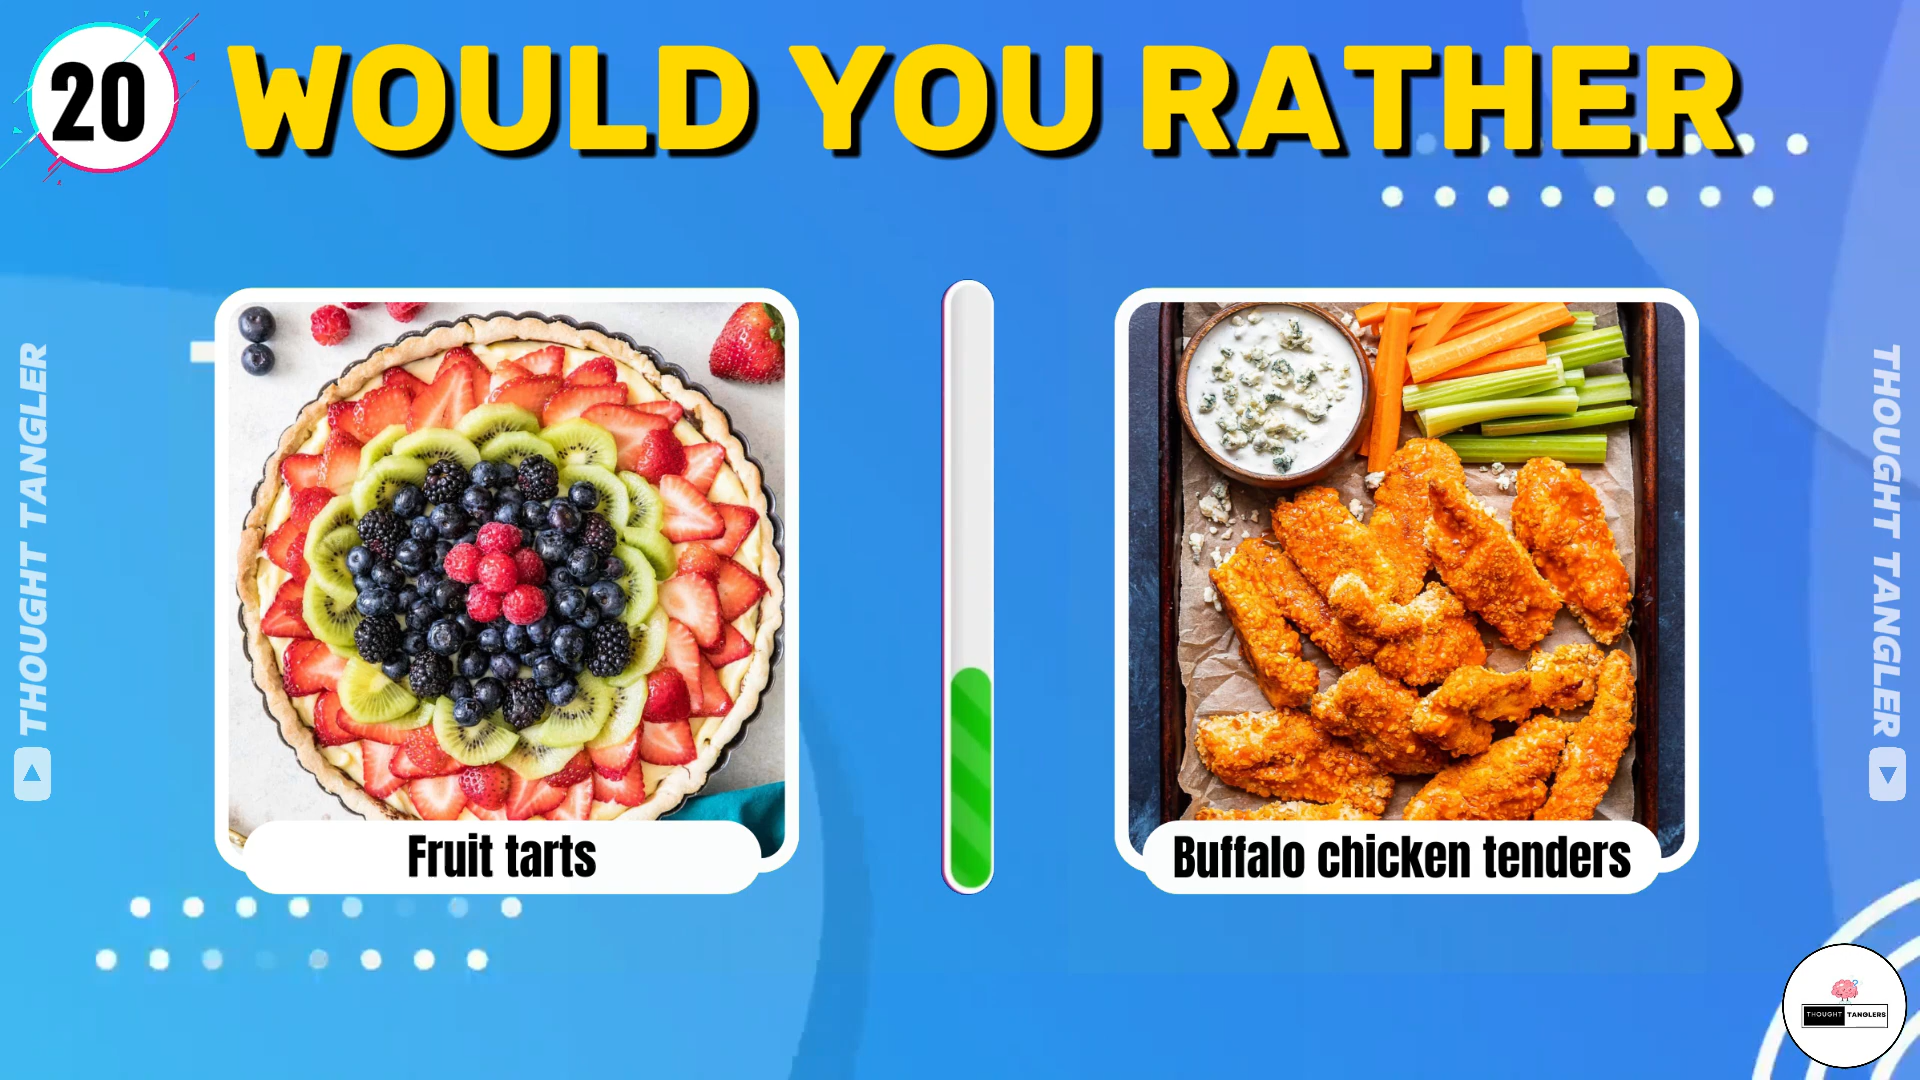 20
WOULD YOU RATHER
THOUGHT TANGLER
THOUGHT TANGLER
Fruit tarts
Buffalo chicken tenders
THOUGHT TANGLERS